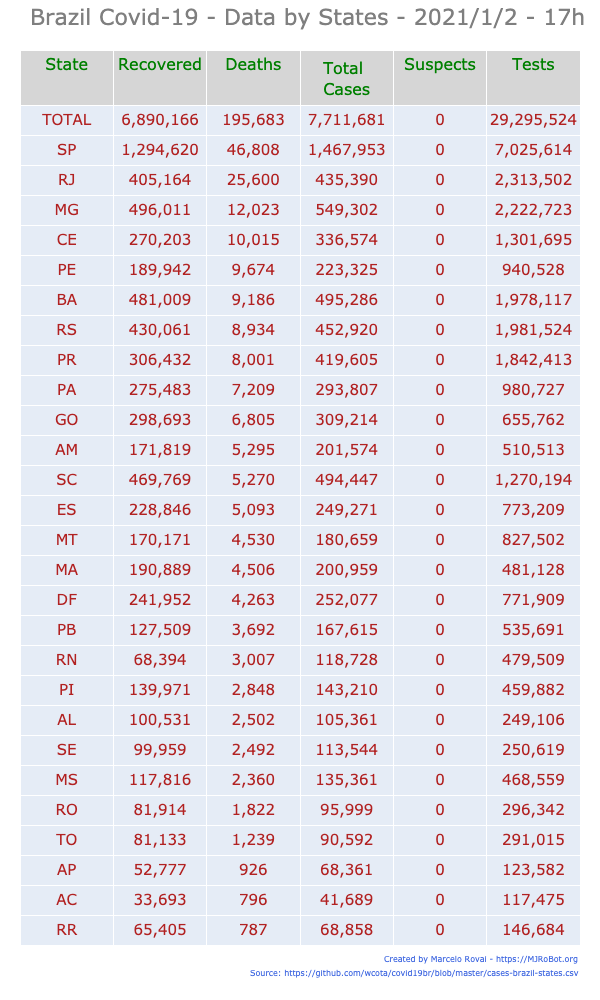 Brazil Covid-19 - Data by States - 2021/1/2 - 17h
State Recovered Deaths Total Cases Suspects Tests
TOTAL 6,890,166 195,683 7,711,681 0 29,295,524
SP 1,294,620 46,808 1,467,953 0 7,025,614
RJ 405,164 25,600 435,390 0 2,313,502
MG 496,011 12,023 549,302 0 2,222,723
CE 270,203 10,015 336,574 0 1,301,695
PE 189,942 9,674 223,325 0 940,528
BA 481,009 9,186 495,286 0 1,978,117
RS 430,061 8,934 452,920 0 1,981,524
PR 306,432 8,001 419,605 0 1,842,413
PA 275,483 7,209 293,807 0 980,727
GO 298,693 6,805 309,214 0 655,762
AM 171,819 5,295 201,574 0 510,513
SC 469,769 5,270 494,447 0 1,270,194
ES 228,846 5,093 249,271 0 773,209
MT 170,171 4,530 180,659 0 827,502
MA 190,889 4,506 200,959 0 481,128
DF 241,952 4,263 252,077 0 771,909
PB 127,509 3,692 167,615 0 535,691
RN 68,394 3,007 118,728 0 479,509
PI 139,971 2,848 143,210 0 459,882
AL 100,531 2,502 105,361 0 249,106
SE 99,959 2,492 113,544 0 250,619
MS 117,816 2,360 135,361 0 468,559
RO 81,914 1,822 95,999 0 296,342
TO 81,133 1,239 90,592 0 291,015
AP 52,777 926 68,361 0 123,582
AC 33,693 796 41,689 0 117,475
RR 65,405 787 68,858 0 146,684
Created by Marcelo Rovai - https://MJRoBot.org
Source: https://github.com/wcota/covid19br/blob/master/cases-brazil-states.csv